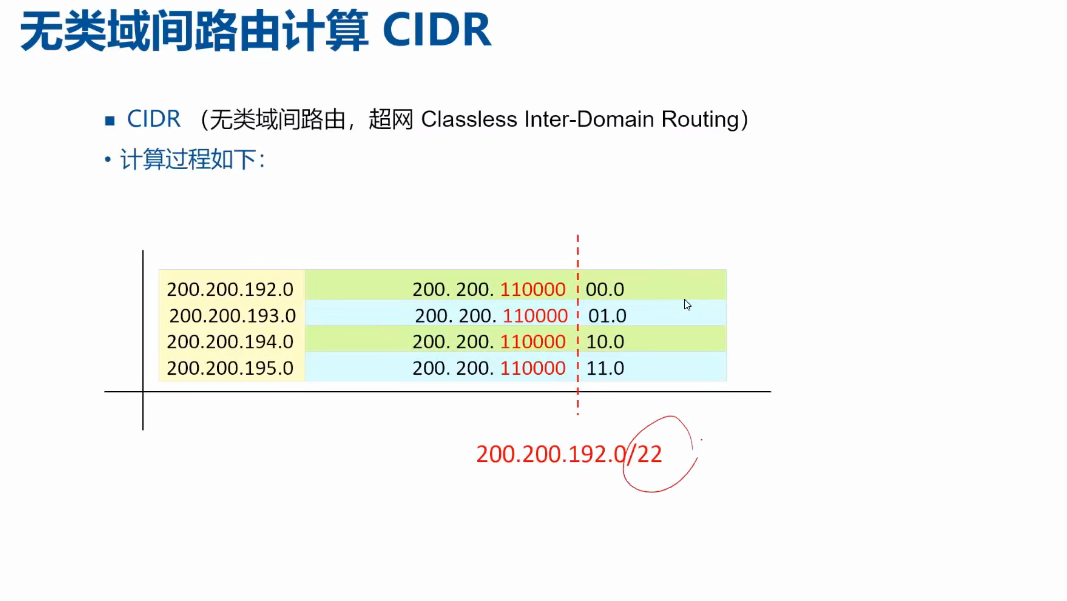 无类域间路由计算 CIDR
■ CIDR （无类域间路由，超网 Classless Inter-Domain Routing）
• 计算过程如下：
200.200.192.0 200. 200. 110000 00.0
200.200.193.0 200. 200. 110000 01.0
200.200.194.0 200. 200. 110000 10.0
200.200.195.0 200. 200. 110000 11.0
200.200.192.0/22